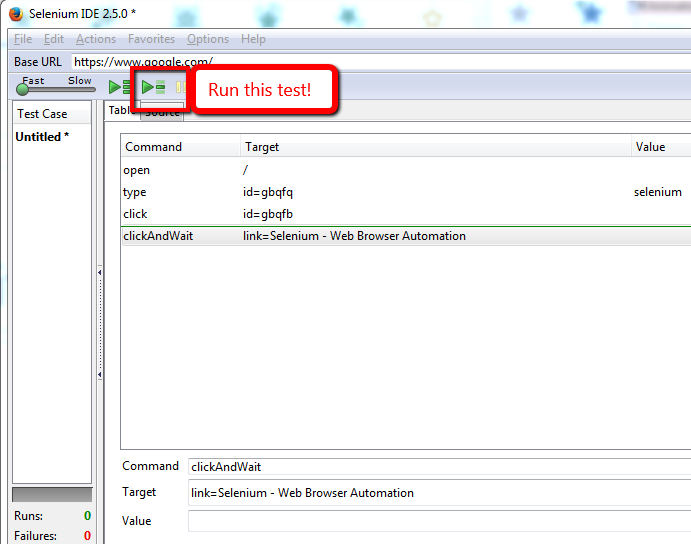 Selenium IDE 2.5.0 *
File Edit Actions Favorites Options Help
Base URL https://www.google.com/
Fast Slow
Run this test!
Test Case
Table Source
Untitled *
Command Target Value
open /
type id=gbqfq selenium
click id=gbqfb
clickAndWait link=Selenium - Web Browser Automation
Command clickAndWait
Target link=Selenium - Web Browser Automation
Value
Runs: 0
Failures: 0